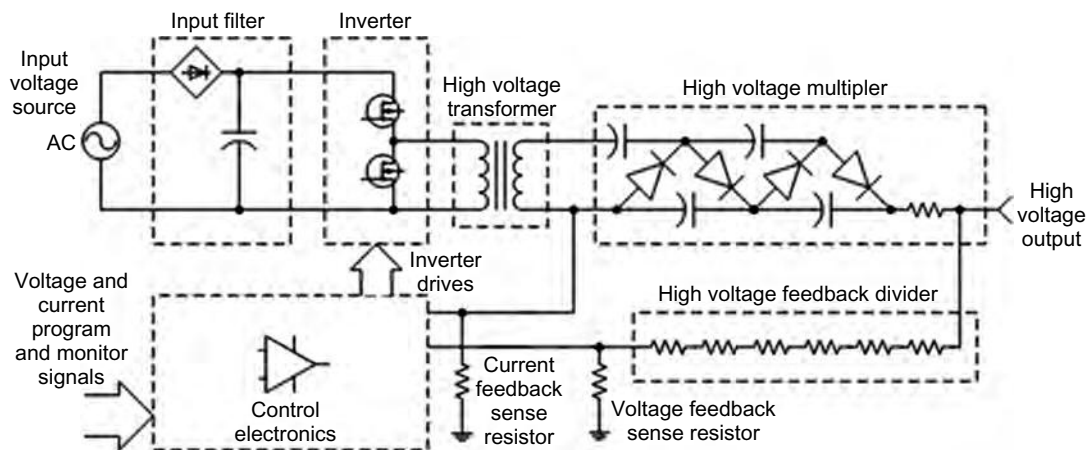 Input filter
Inverter
Input
voltage
source
AC
High voltage
transformer
High voltage multipler
High
voltage
output
Inverter
drives
Voltage and
current
program
and monitor
signals
High voltage feedback divider
Control
electronics
Current
feedback
sense
resistor
Voltage feedback
sense resistor